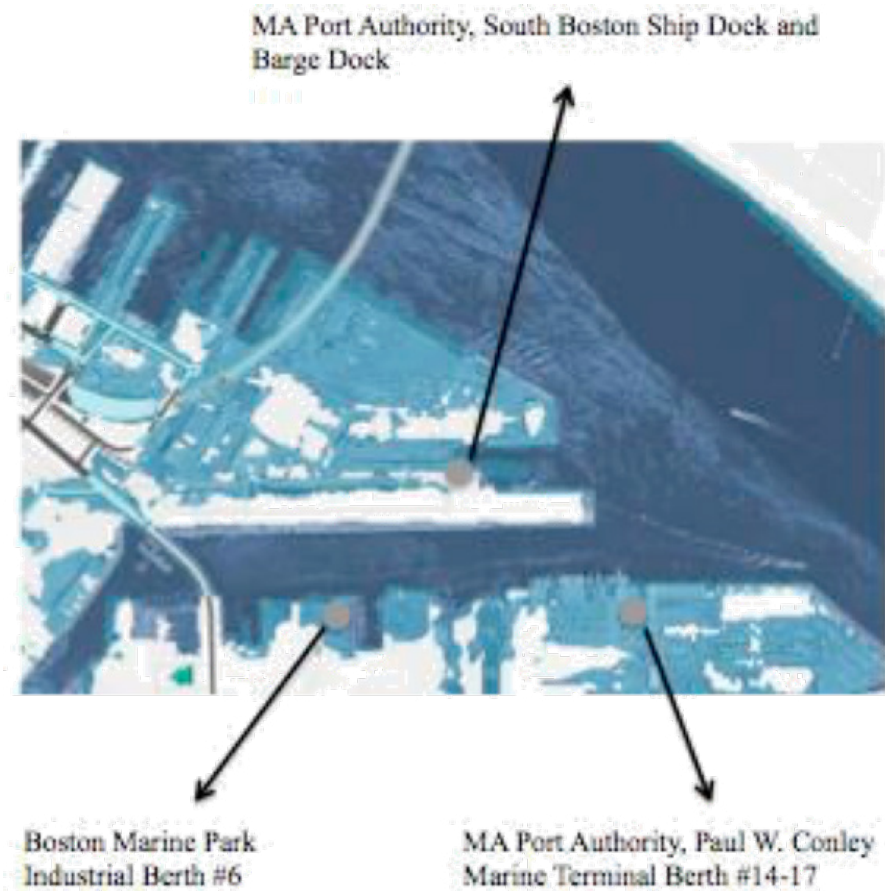 MA Port Authority, South Boston Ship Dock and
Barge Dock
Boston Marine Park
Industrial Berth #6
MA Port Authority, Paul W. Conley
Marine Terminal Berth #14-17